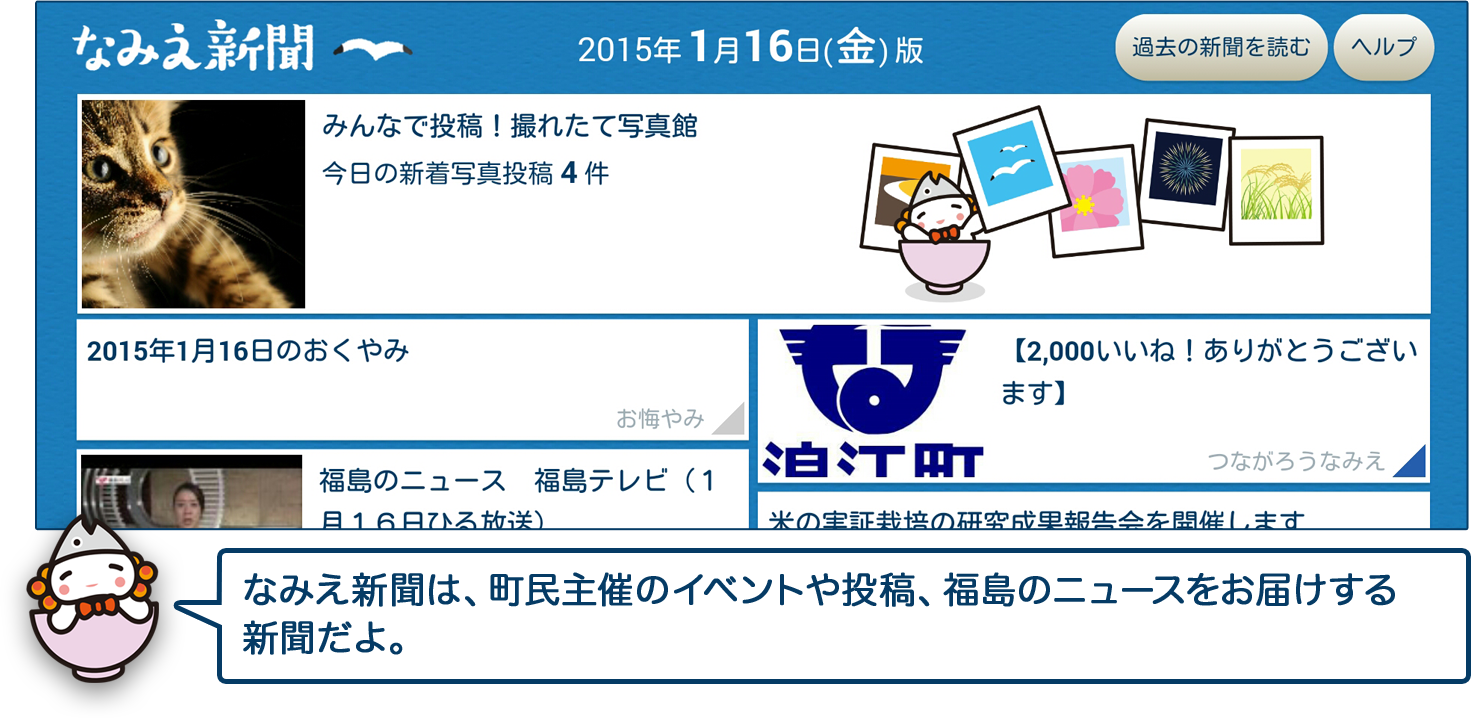 なみえ新聞
2015年1月16日(金)版
過去の新聞を読む
ヘルプ
みんなで投稿！撮れたて写真館
今日の新着写真投稿 4 件
2015年1月16日のおくやみ
お悔やみ
【2,000いいね！ありがとうござい
ます】
泊江町
つながろうなみえ
福島のニュース　福島テレビ（１
月１６日ひる放送）
米の実証栽培の研究成果報告会を開催します
なみえ新聞は、町民主催のイベントや投稿、福島のニュースをお届けする
新聞だよ。